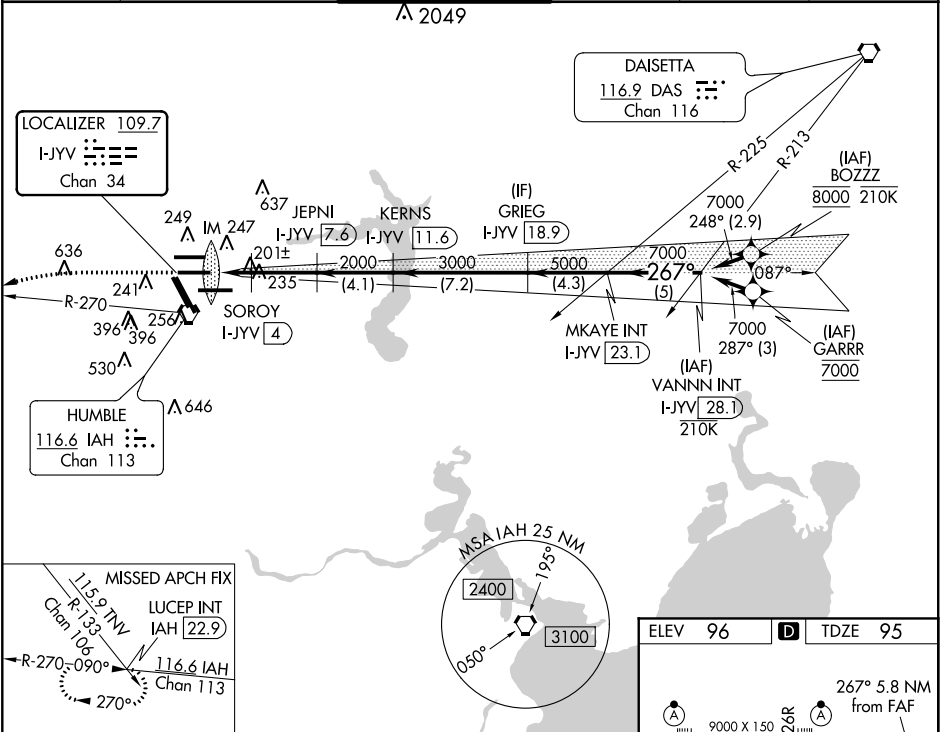 2049
DAISETTA
116.9 DAS
Chan 116
LOCALIZER 109.7
I-JYV
Chan 34
R-225
R-213
(IAF)
BOZZZ
8000 210K
7000
248° (2.9)
(IF)
GRIEG
I-JYV 18.9
KERNS
I-JYV 11.6
JEPNI
I-JYV 7.6
637
249
IM
247
636
201±
235
241
2000
(4.1)
3000
(7.2)
5000
(4.3)
7000
267°
(5)
087°
R-270
256
396
396
530
SOROY
I-JYV 4
MKAYE INT
I-JYV 23.1
7000
287° (3)
(IAF)
GARRR
7000
(IAF)
VANNN INT
I-JYV 28.1
210K
HUMBLE
116.6 IAH
Chan 113
646
MSA IAH 25 NM
195°
2400
3100
050°
MISSED APCH FIX
115.9 TNV
R-133
Chan 106
LUCEP INT
IAH 22.9
R-270
090°
116.6 IAH
Chan 113
270°
ELEV 96
D
TDZE 95
267° 5.8 NM
from FAF
A
9000 X 150
26R
A